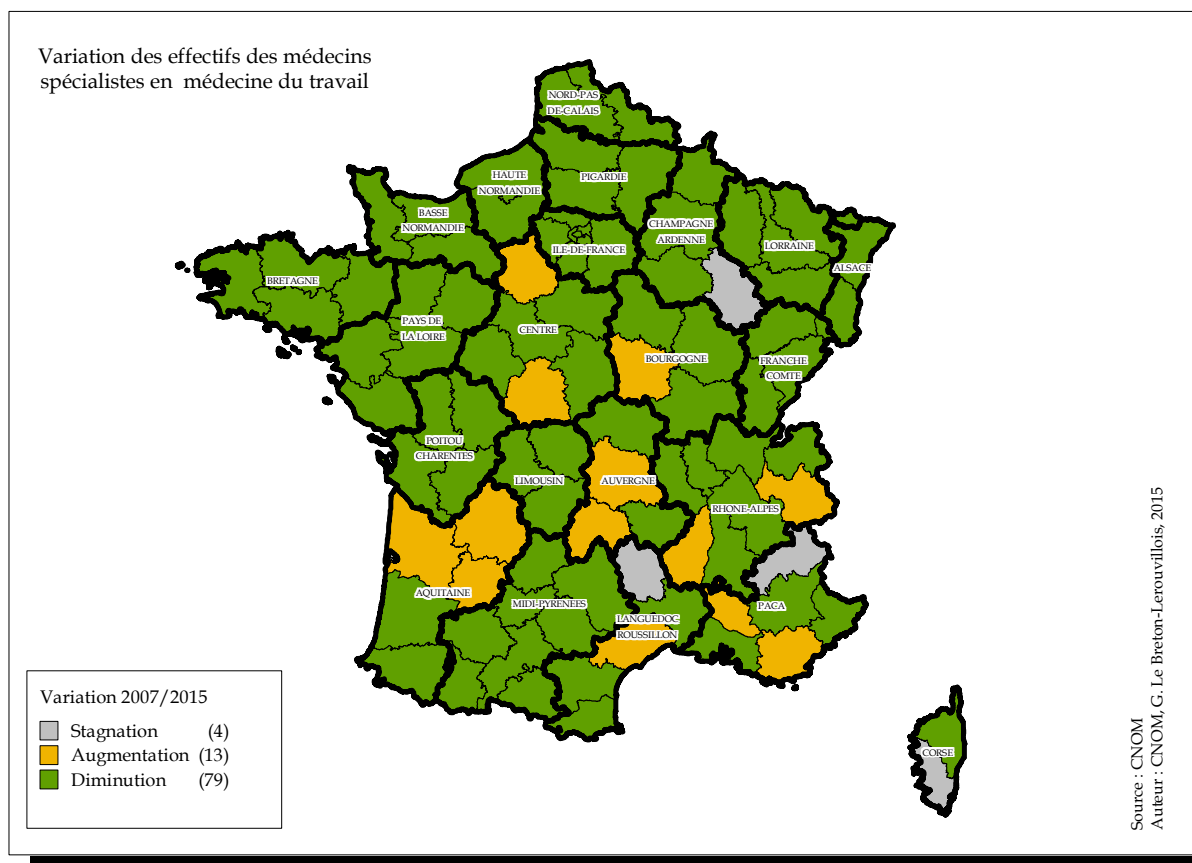 Variation des effectifs des médecins
spécialistes en  médecine du travail
NORD-PAS
DE-CALAIS
HAUTE
NORMANDIE
PIGARDIE
BASSE
NORMANDIE
CHAMPAGNE
ARDENNE
ILE-DE-FRANCE
LORRAINE
ALSACE
BRETAGNE
PAYS DE
LA LOIRE
CENTRE
BOURGOGNE
FRANCHE
COMTE
POITOU
CHARENTES
LIMOUSIN
AUVERGNE
RHONE-ALPES
AQUITAINE
MIDI-PYRENEES
LANGUEDOC-
ROUSSILLON
PACA
CORSE
Variation 2007/2015
Stagnation (4)
Augmentation (13)
Diminution (79)
Source : CNOM
Auteur : CNOM, G. Le Breton-Lerouvillois, 2015